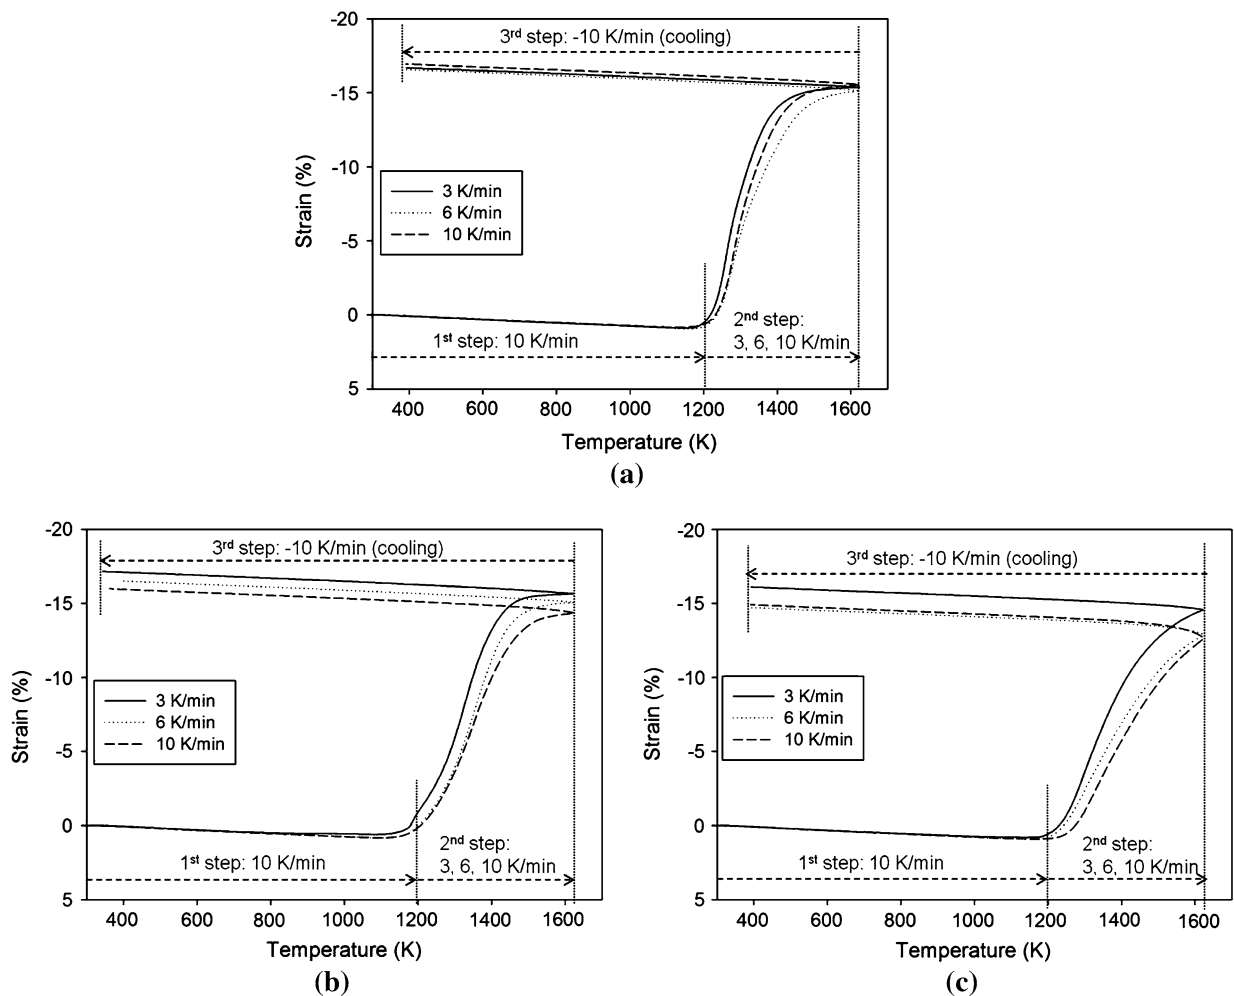 -20
-15
-10
-5
0
5
Strain (%)
3rd step: -10 K/min (cooling)
3 K/min
6 K/min
10 K/min
1st step: 10 K/min
2nd step:
3, 6, 10 K/min
400 600 800 1000 1200 1400 1600
Temperature (K)
(a)
-20
-15
-10
-5
0
5
Strain (%)
3rd step: -10 K/min (cooling)
3 K/min
6 K/min
10 K/min
1st step: 10 K/min
2nd step:
3, 6, 10 K/min
400 600 800 1000 1200 1400 1600
Temperature (K)
(b)
-20
-15
-10
-5
0
5
Strain (%)
3rd step: -10 K/min (cooling)
3 K/min
6 K/min
10 K/min
1st step: 10 K/min
2nd step:
3, 6, 10 K/min
400 600 800 1000 1200 1400 1600
Temperature (K)
(c)